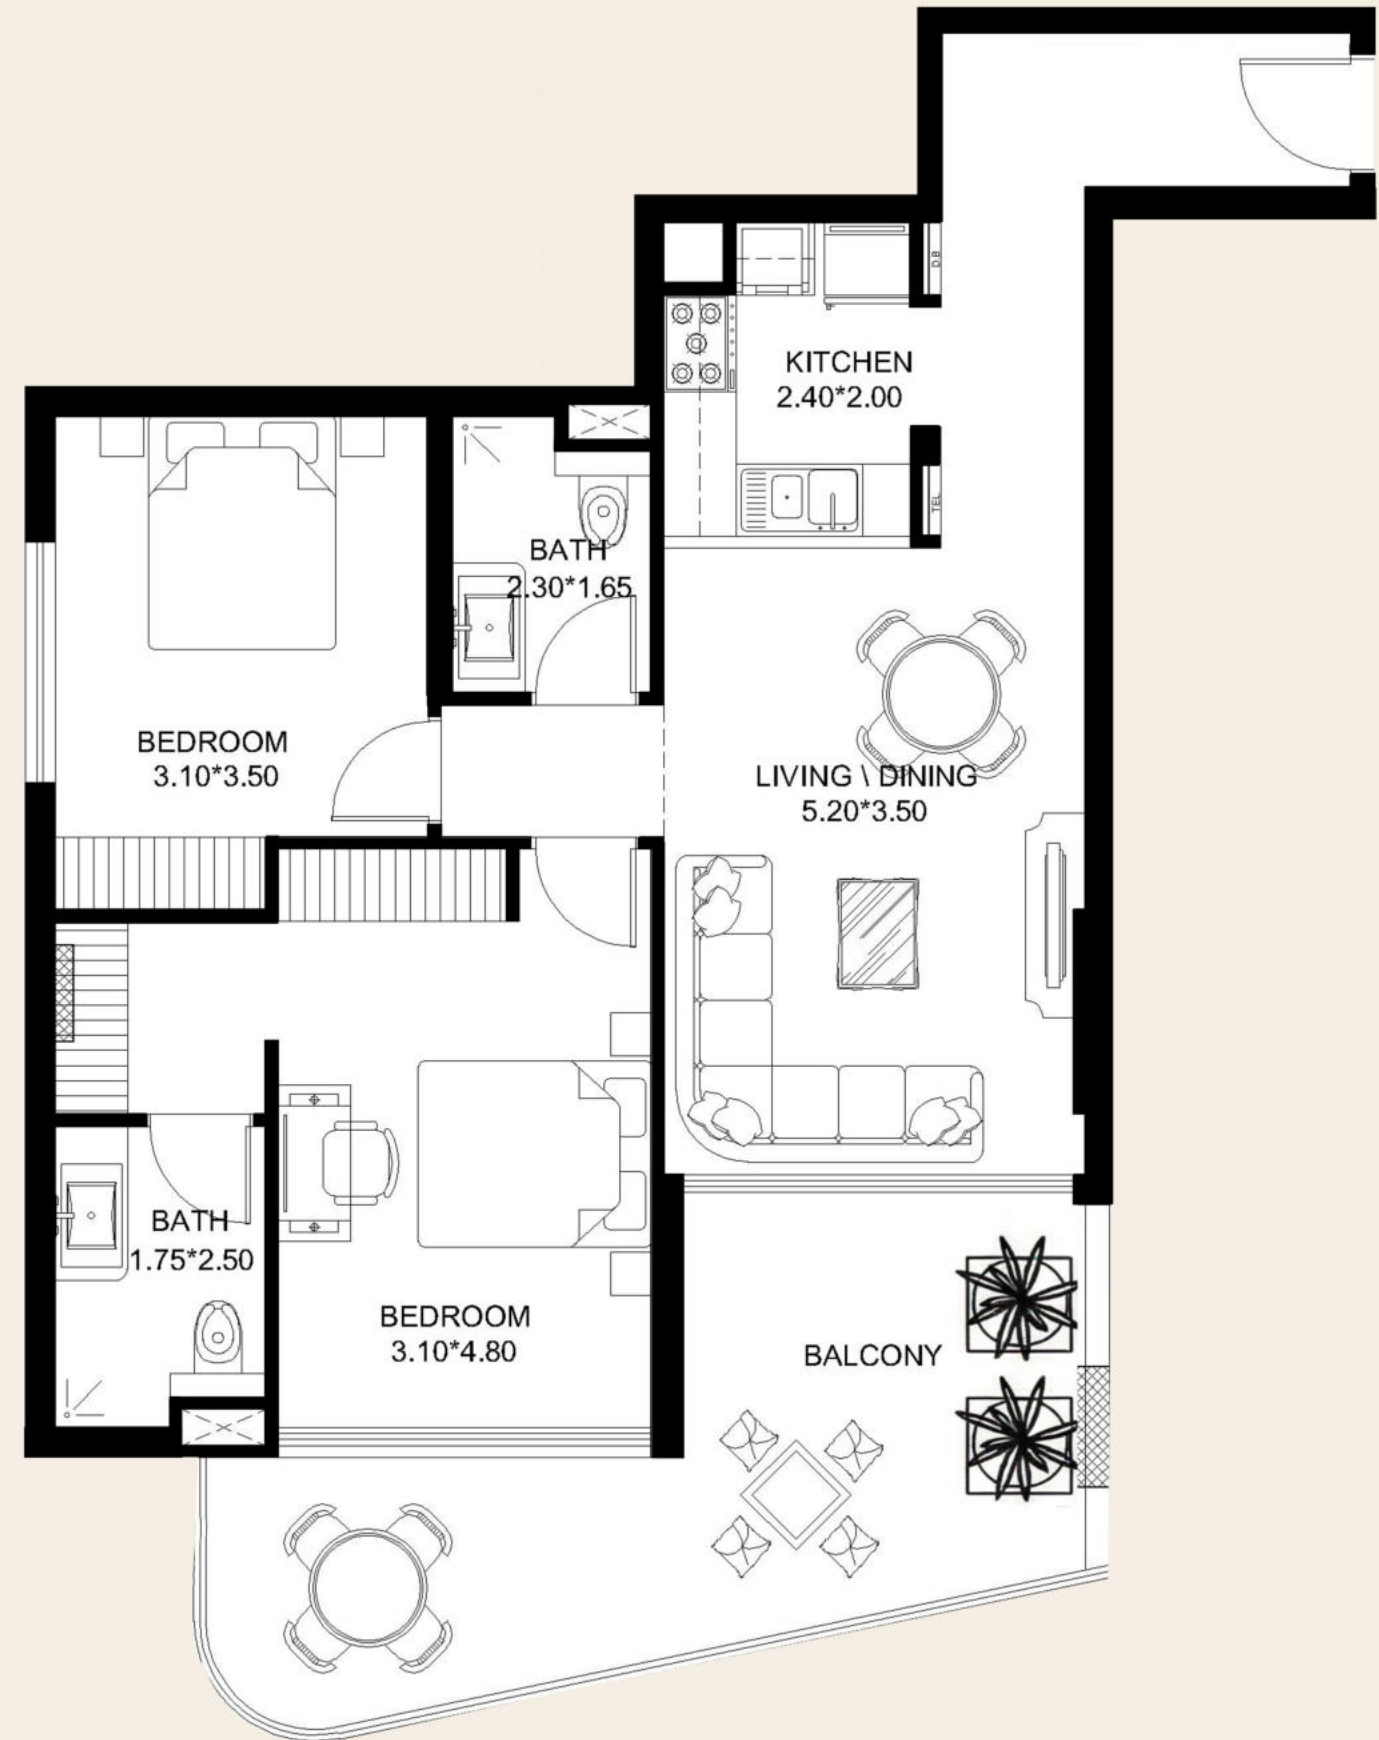 D.B
KITCHEN
2.40*2.00
TEL
BATH
2.30*1.65
BEDROOM
3.10*3.50
LIVING \ DINING
5.20*3.50
BATH
1.75*2.50
BEDROOM
3.10*4.80
BALCONY